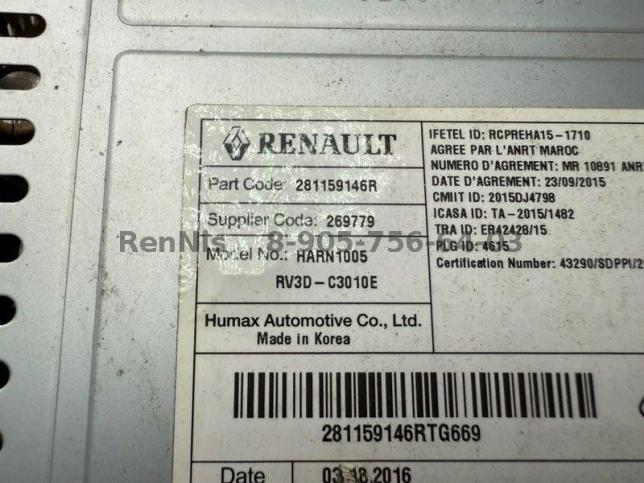 RENAULT
Part Code: 281159146R
Supplier Code: 269779
Model No.: HARN1005
RV3D-C3010E
Humax Automotive Co., Ltd.
Made in Korea
IFETEL ID: RCPREHA15-1710
AGREE PAR L'ANRT MAROC
NUMERO D'AGREMENT: MR 10891 ANR
DATE D'AGREMENT: 23/09/2015
CMIIT ID: 2015DJ4798
ICASA ID: TA-2015/1482
TRA ID: ER42428/15
PLG ID: 4615
Certification Number: 43290/SDPPI/2
RenNts 8-905-756-
281159146RTG669
Date 03.18.2016